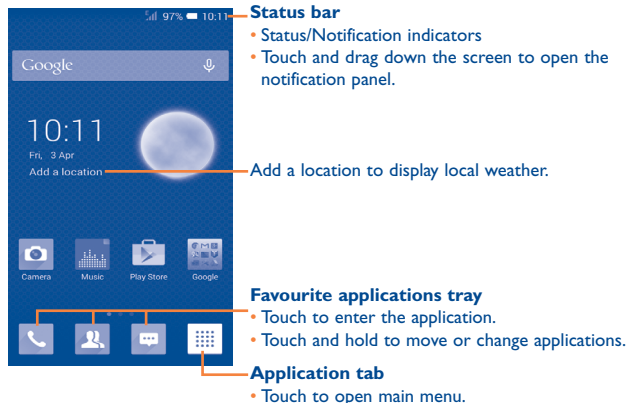 97% 10:11
Status bar
• Status/Notification indicators
• Touch and drag down the screen to open the
notification panel.
Google
10:11
Fri, 3 Apr
Add a location
Add a location to display local weather.
Camera Music Play Store Google
Favourite applications tray
• Touch to enter the application.
• Touch and hold to move or change applications.
Application tab
• Touch to open main menu.